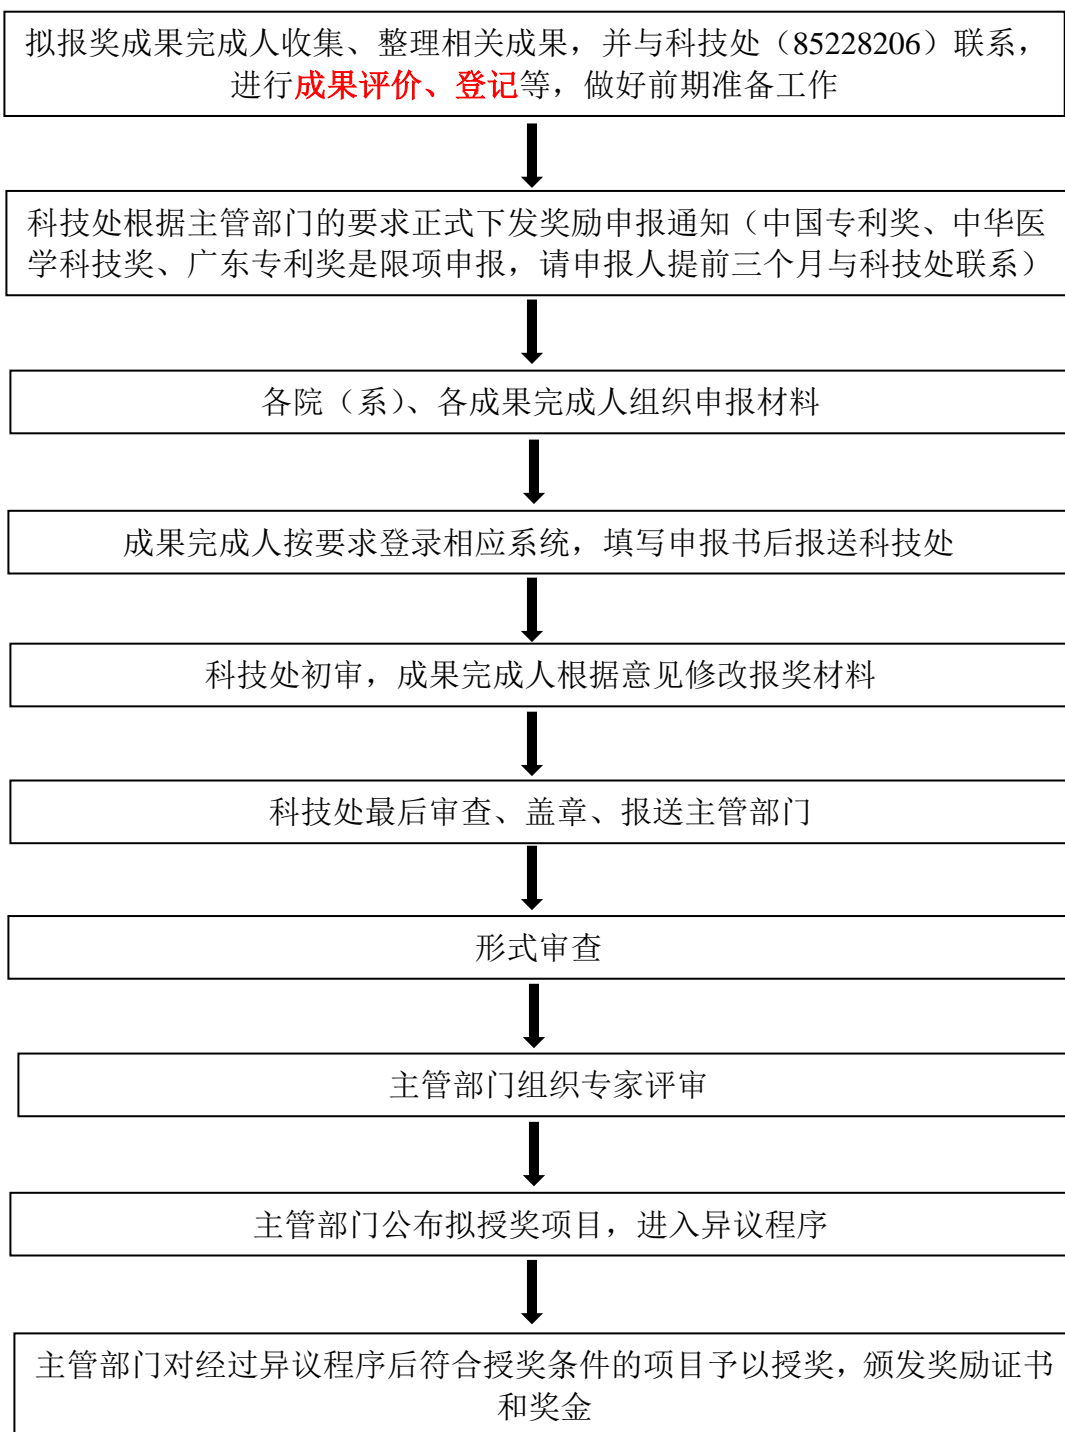 拟报奖成果完成人收集、整理相关成果，并与科技处（85228206）联系，
进行成果评价、登记等，做好前期准备工作
科技处根据主管部门的要求正式下发奖励申报通知（中国专利奖、中华医
学科技奖、广东专利奖是限项申报，请申报人提前三个月与科技处联系）
各院（系）、各成果完成人组织申报材料
成果完成人按要求登录相应系统，填写申报书后报送科技处
科技处初审，成果完成人根据意见修改报奖材料
科技处最后审查、盖章、报送主管部门
形式审查
主管部门组织专家评审
主管部门公布拟授奖项目，进入异议程序
主管部门对经过异议程序后符合授奖条件的项目予以授奖，颁发奖励证书
和奖金